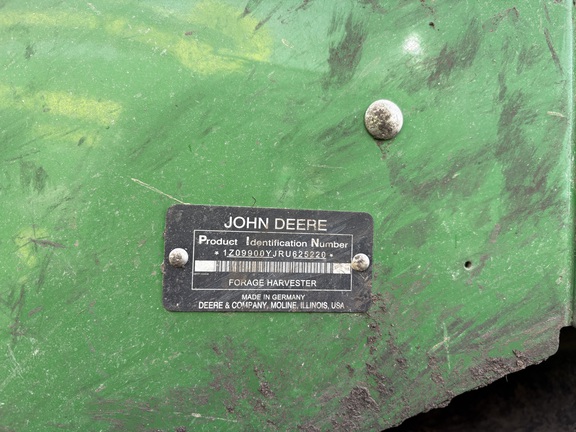 JOHN DEERE
Product Identification Number
*1Z09900YJRU625220*
FORAGE HARVESTER
MADE IN GERMANY
DEERE & COMPANY, MOLINE, ILLINOIS, USA